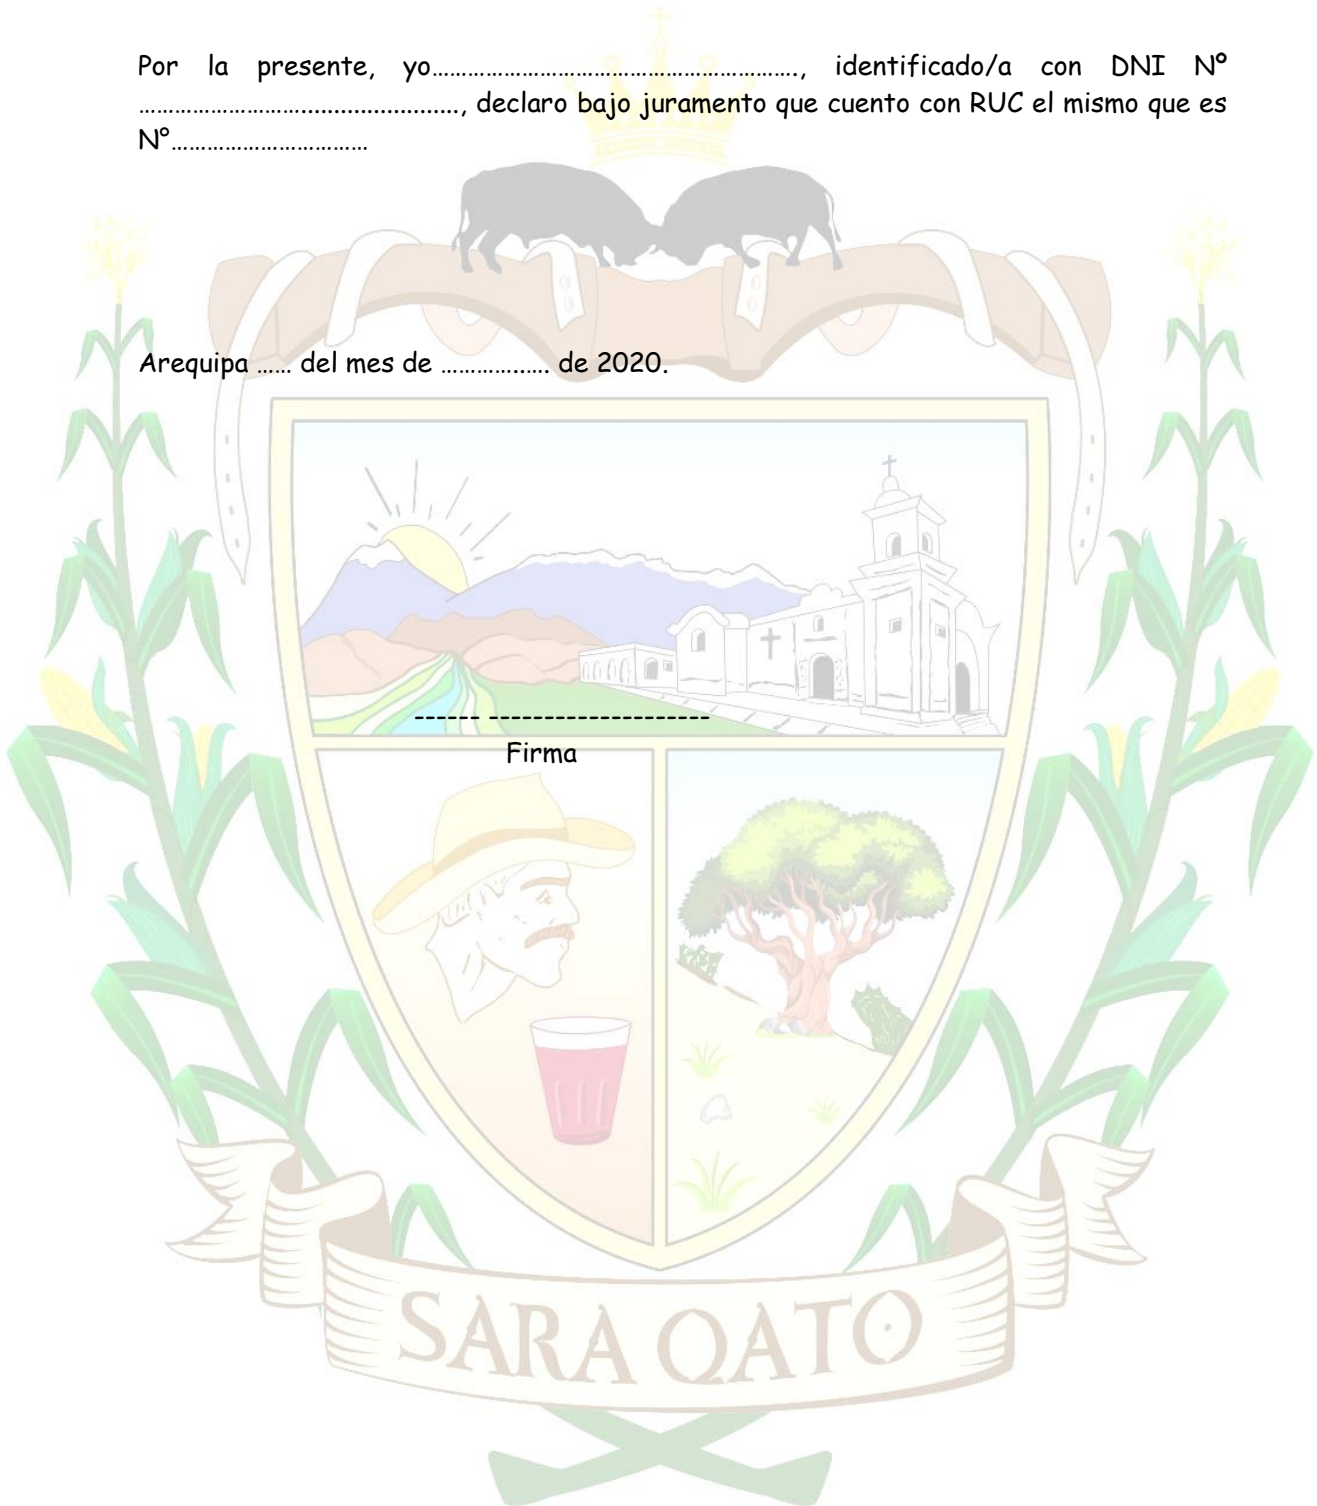 Por la presente, yo……………………………………………………., identificado/a con DNI Nº
………………………........................, declaro bajo juramento que cuento con RUC el mismo que es
N°……………………………
Arequipa …… del mes de …………..…… de 2020.
------ ---------------------
Firma
SARA QATO